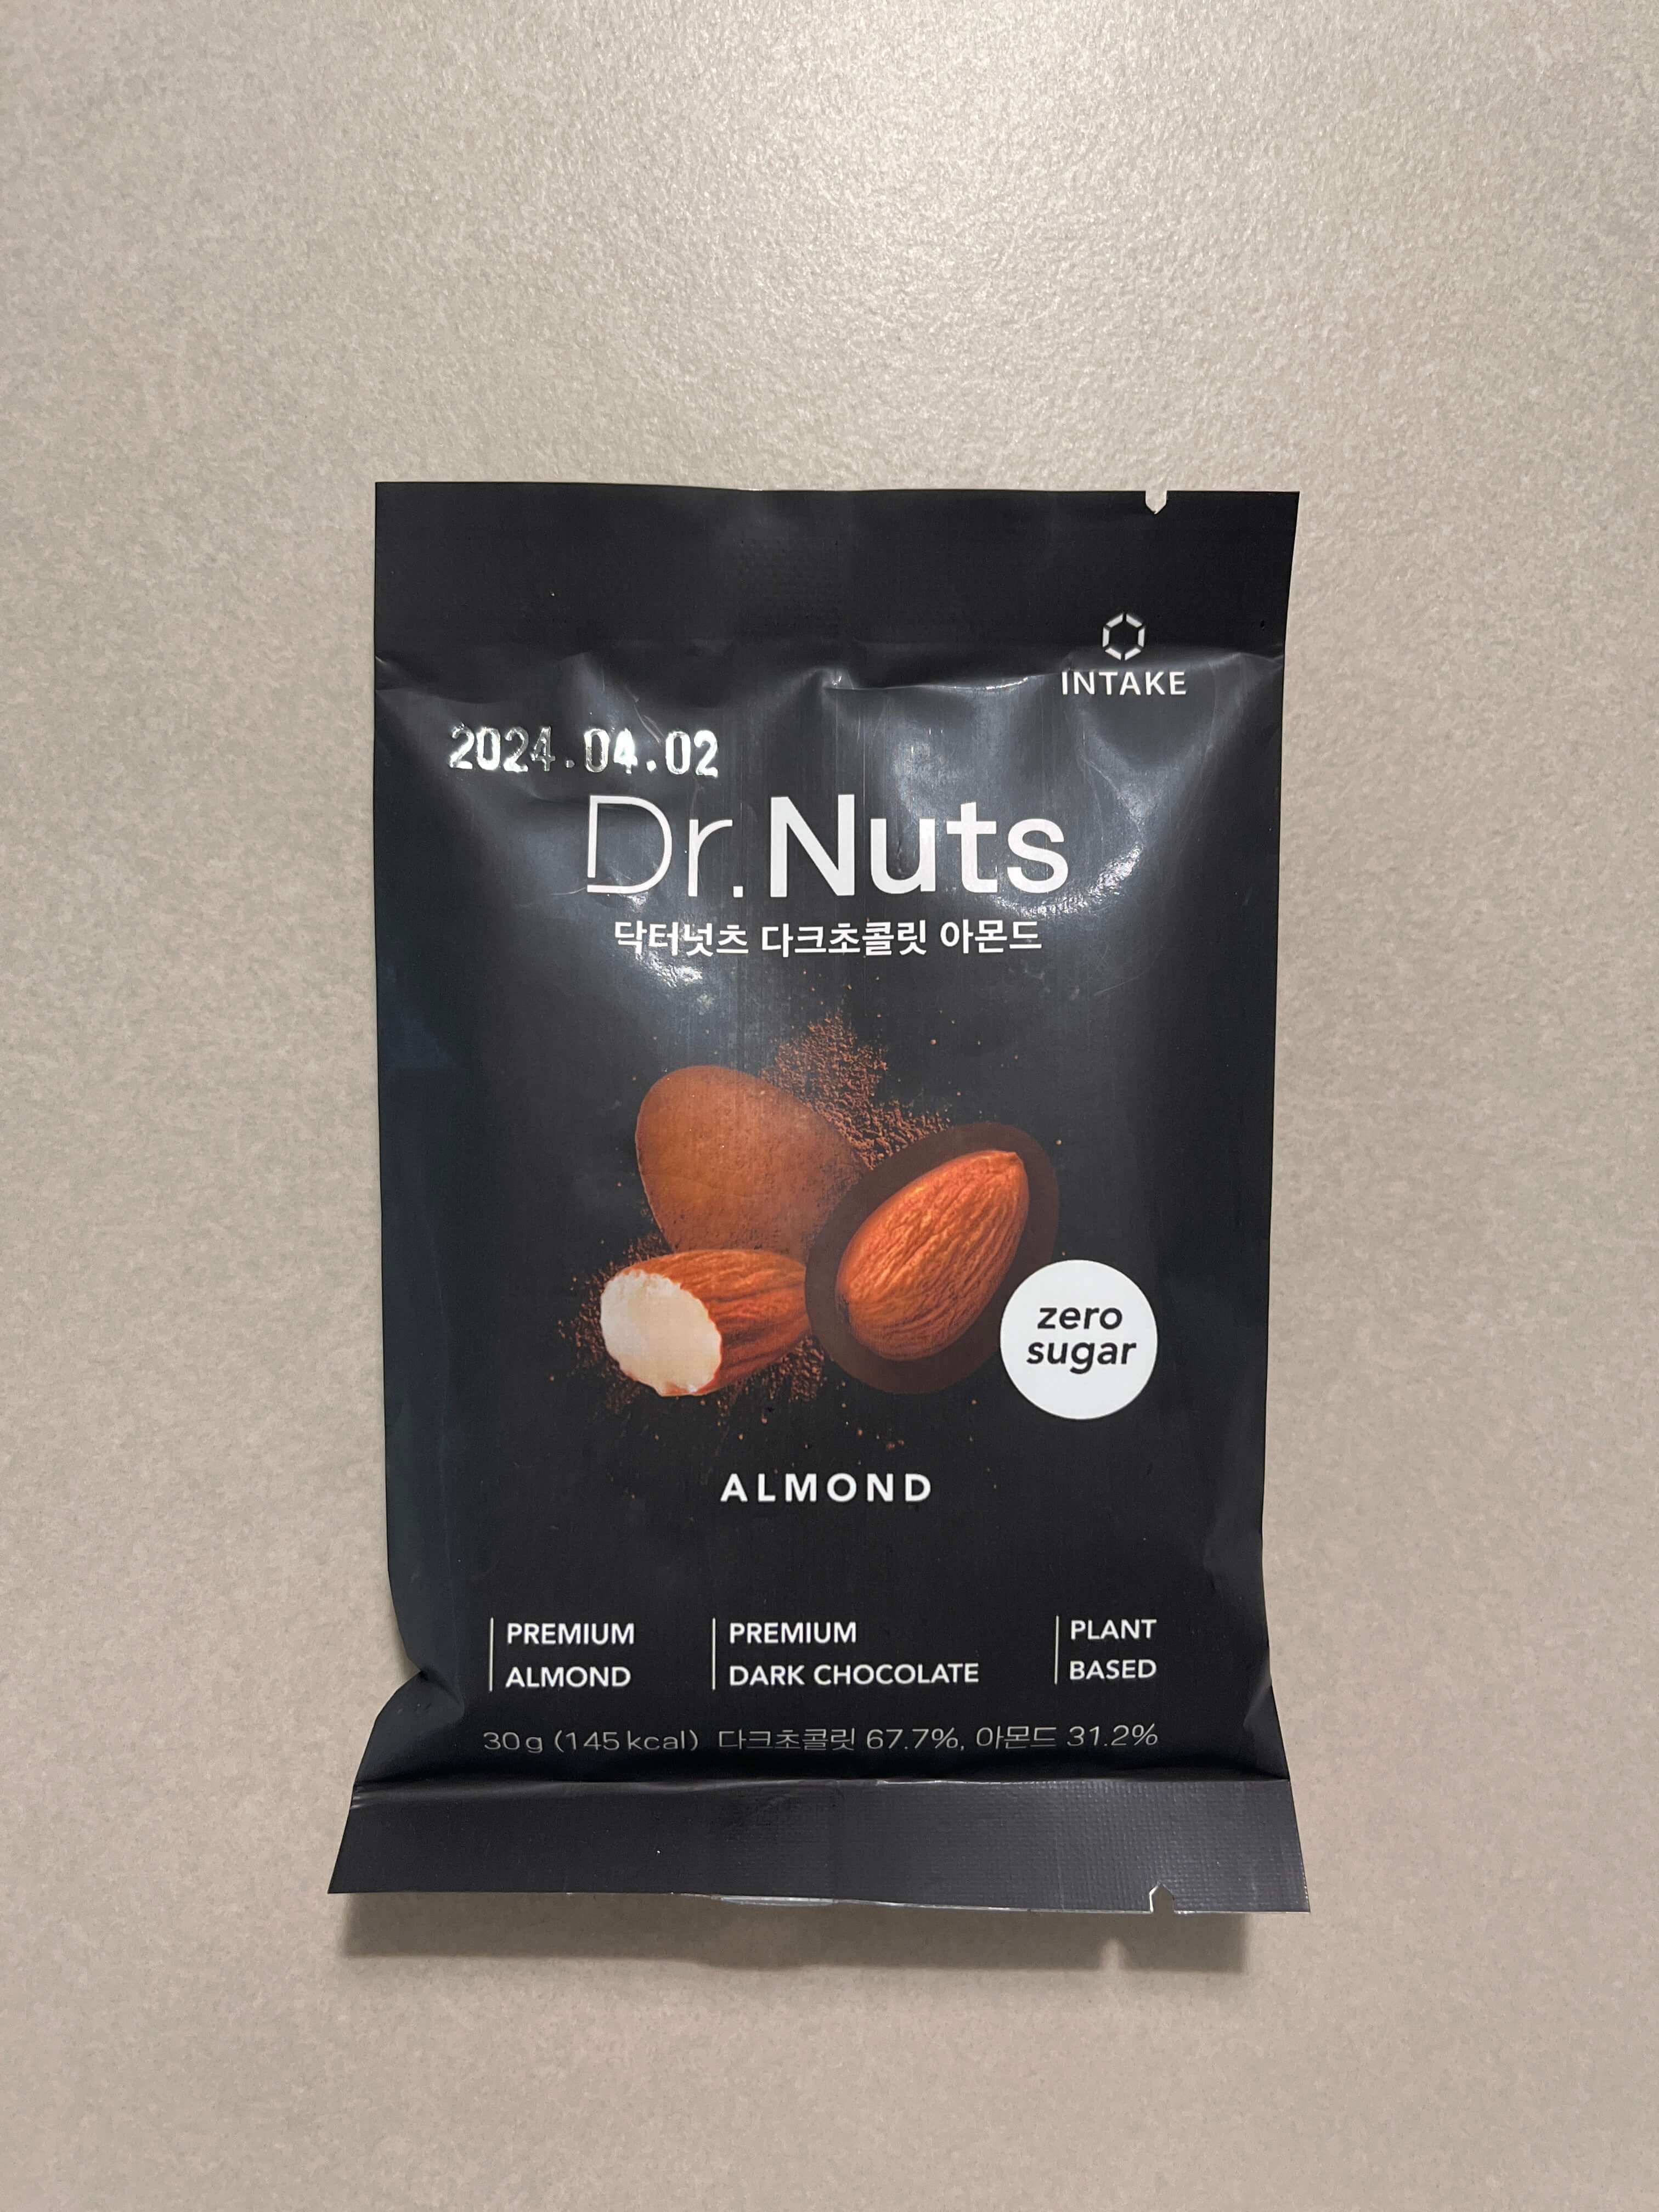 INTAKE
2024.04.02
Dr.Nuts
닥터넛츠 다크초콜릿 아몬드
zero
sugar
ALMOND
PREMIUM
ALMOND
PREMIUM
DARK CHOCOLATE
PLANT
BASED
30g (145kcal) 다크초콜릿 67.7%, 아몬드 31.2%